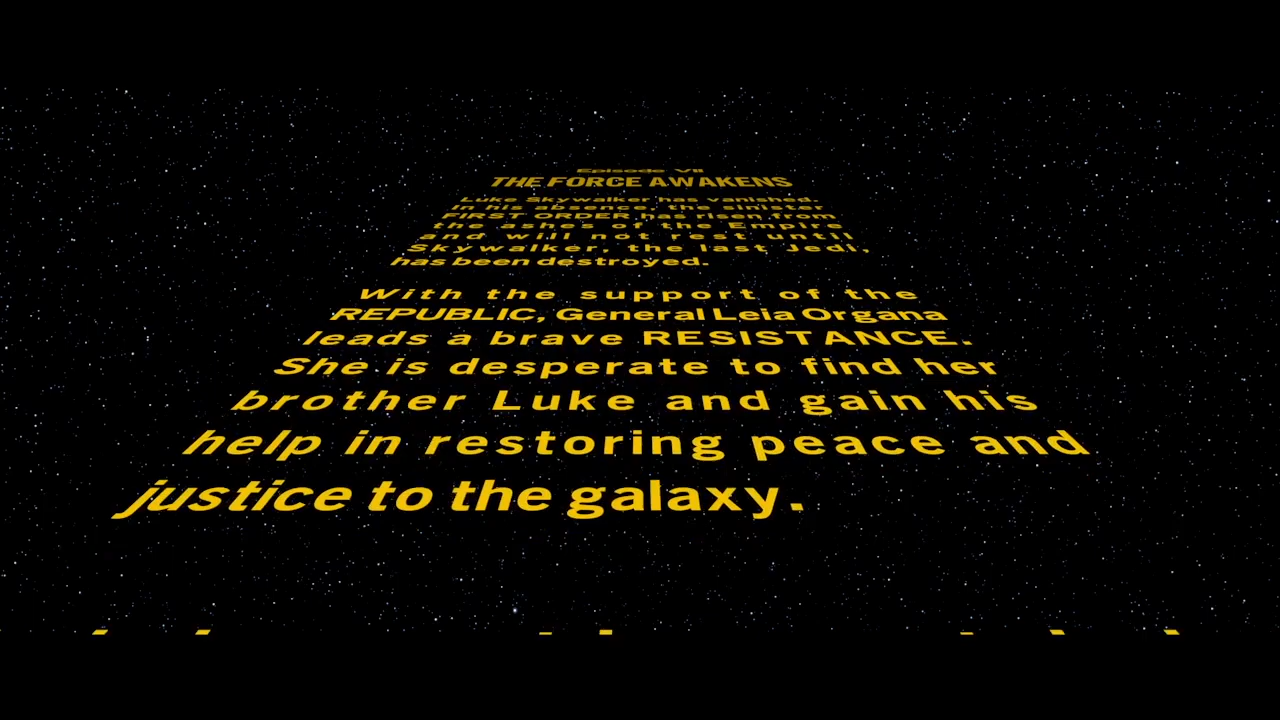 Episode VII
THE FORCE AWAKENS
Luke Skywalker has vanished.
In his absence, the sinister
FIRST ORDER has risen from
the ashes of the Empire
and will not rest until
Skywalker, the last Jedi,
has been destroyed.
With the support of the
REPUBLIC, General Leia Organa
leads a brave RESISTANCE.
She is desperate to find her
brother Luke and gain his
help in restoring peace and
justice to the galaxy.